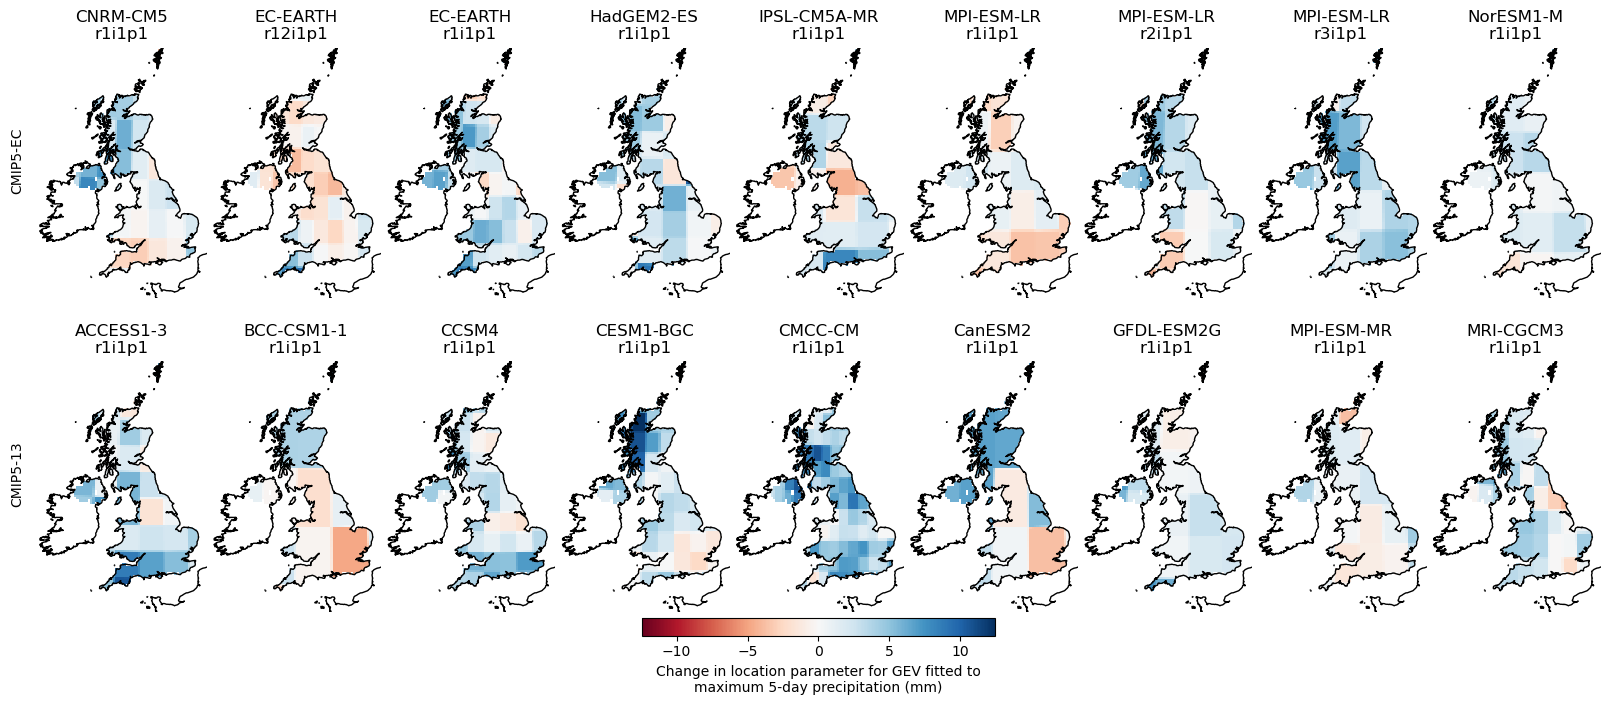 CNRM-CM5
r1i1p1
EC-EARTH
r12i1p1
EC-EARTH
r1i1p1
HadGEM2-ES
r1i1p1
IPSL-CM5A-MR
r1i1p1
MPI-ESM-LR
r1i1p1
MPI-ESM-LR
r2i1p1
MPI-ESM-LR
r3i1p1
NorESM1-M
r1i1p1
CMIP5-EC
ACCESS1-3
r1i1p1
BCC-CSM1-1
r1i1p1
CCSM4
r1i1p1
CESM1-BGC
r1i1p1
CMCC-CM
r1i1p1
CanESM2
r1i1p1
GFDL-ESM2G
r1i1p1
MPI-ESM-MR
r1i1p1
MRI-CGCM3
r1i1p1
CMIP5-13
−10 −5 0 5 10
Change in location parameter for GEV fitted to
maximum 5-day precipitation (mm)